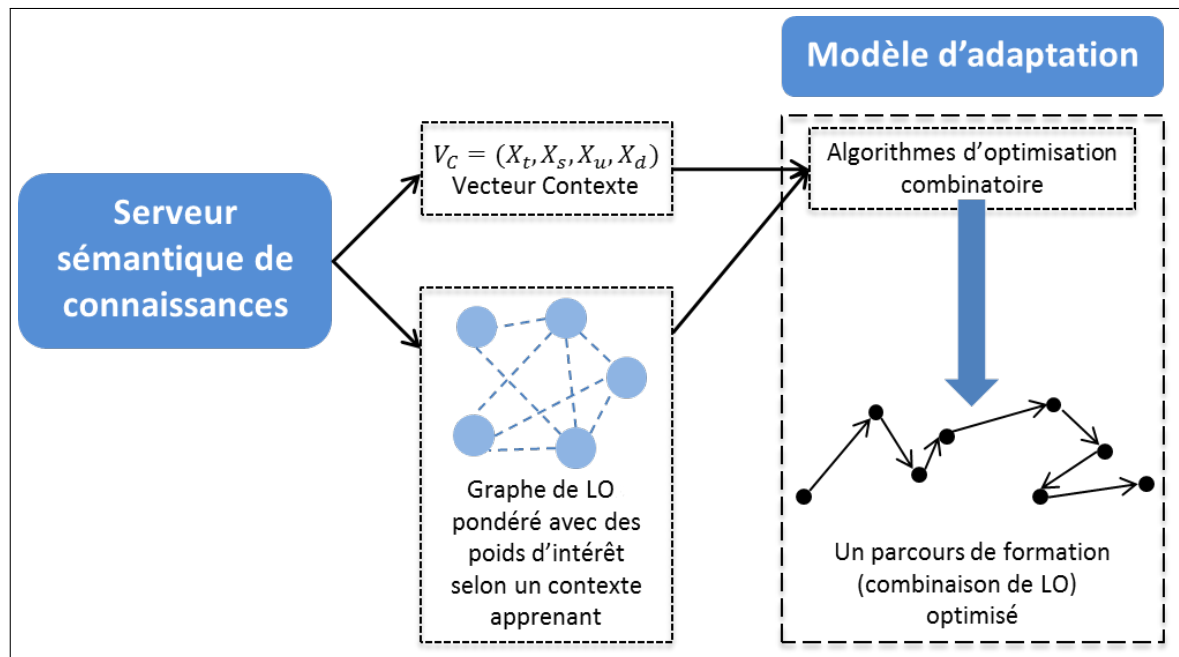 Modèle d'adaptation
Serveur
sémantique de
connaissances
V_C = (X_t, X_s, X_u, X_d)
Vecteur Contexte
Graphe de LO
pondéré avec des
poids d'intérêt
selon un contexte
apprenant
Algorithmes d'optimisation
combinatoire
Un parcours de formation
(combinaison de LO)
optimisé